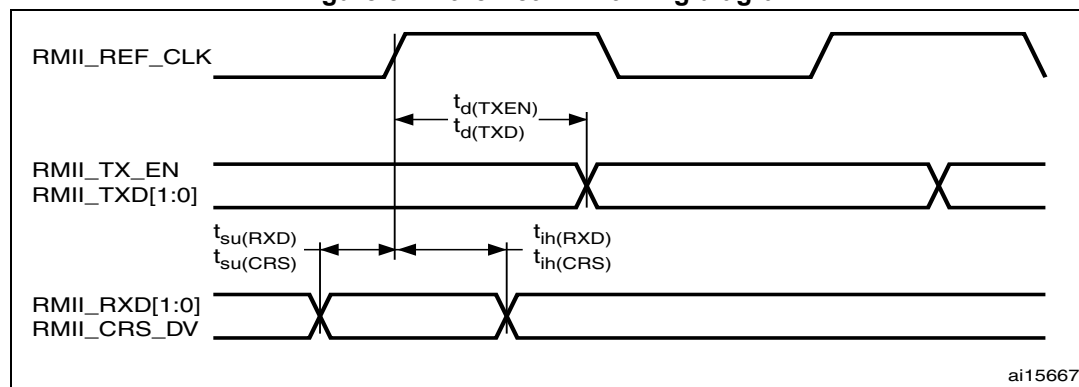 RMII_REF_CLK
t_d(TXEN)
t_d(TXD)
RMII_TX_EN
RMII_TXD[1:0]
t_su(RXD)
t_su(CRS)
t_ih(RXD)
t_ih(CRS)
RMII_RXD[1:0]
RMII_CRS_DV
ai15667